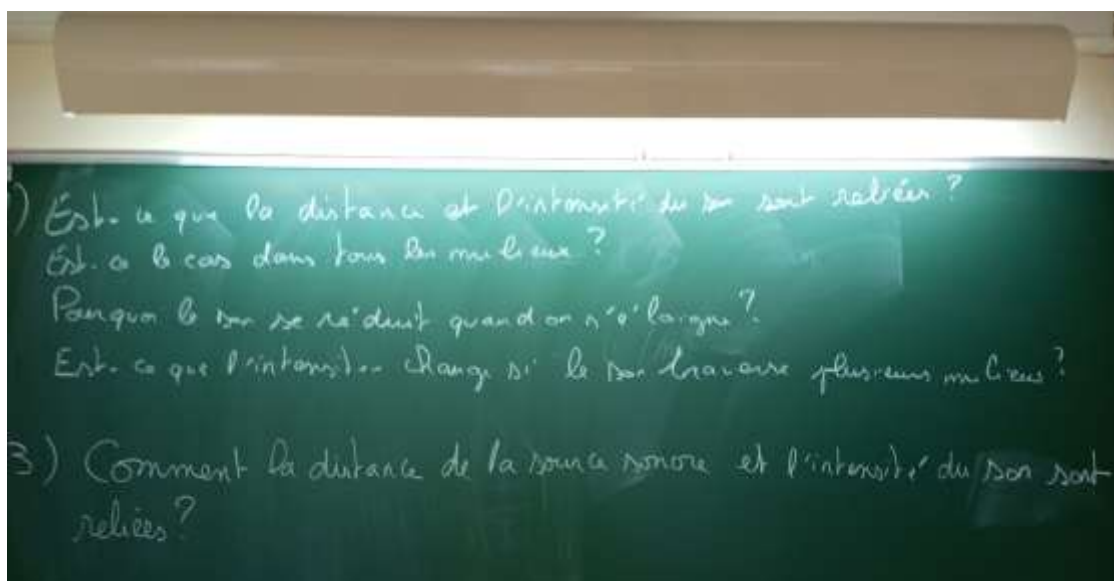 ) Est-ce que la distance et l'intensité du son sont reliées ?
Est-ce le cas dans tous les milieux ?
Pourquoi le son se réduit quand on s'éloigne ?
Est-ce que l'intensité change si le son traverse plusieurs milieux ?
3) Comment la distance de la source sonore et l'intensité du son sont
reliées ?